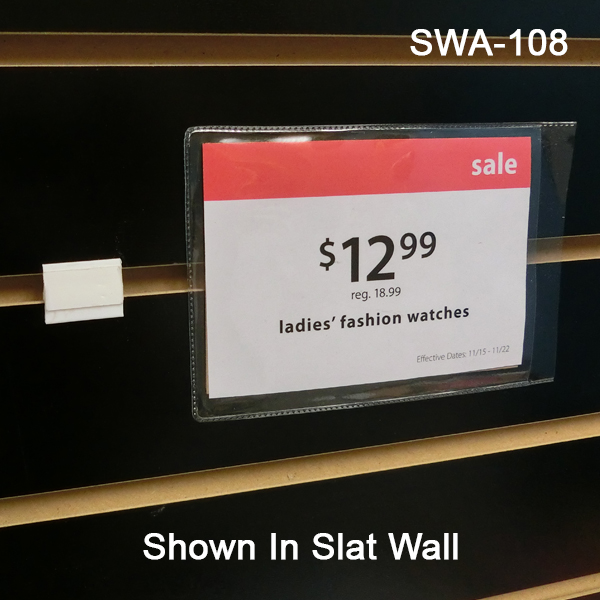 SWA-108
sale
$12.99
reg. 18.99
ladies' fashion watches
Effective Dates: 11/15 - 11/22
Shown In Slat Wall